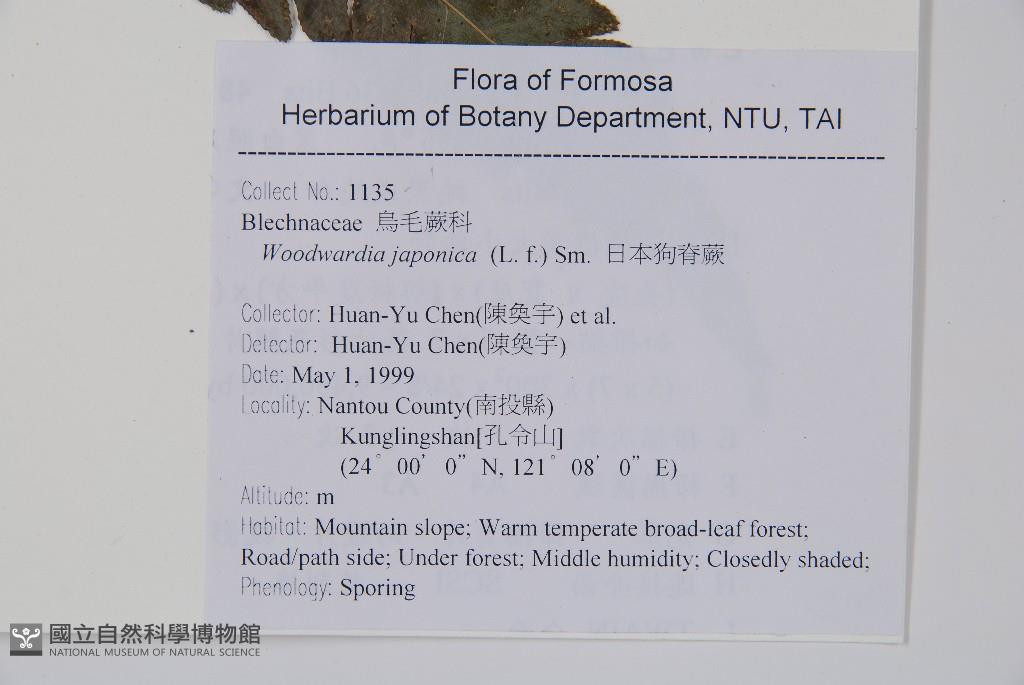 Flora of Formosa
Herbarium of Botany Department, NTU, TAI
Collect No.: 1135
Blechnaceae 烏毛蕨科
Woodwardia japonica (L. f.) Sm. 日本狗脊蕨
Collector: Huan-Yu Chen(陳奐宇) et al.
Detector: Huan-Yu Chen(陳奐宇)
Date: May 1, 1999
Locality: Nantou County(南投縣)
Kunglingshan[孔令山]
(24° 00' 0" N, 121° 08' 0" E)
Altitude: m
Habitat: Mountain slope; Warm temperate broad-leaf forest;
Road/path side; Under forest; Middle humidity; Closedly shaded;
Phenology: Sporing
國立自然科學博物館
NATIONAL MUSEUM OF NATURAL SCIENCE